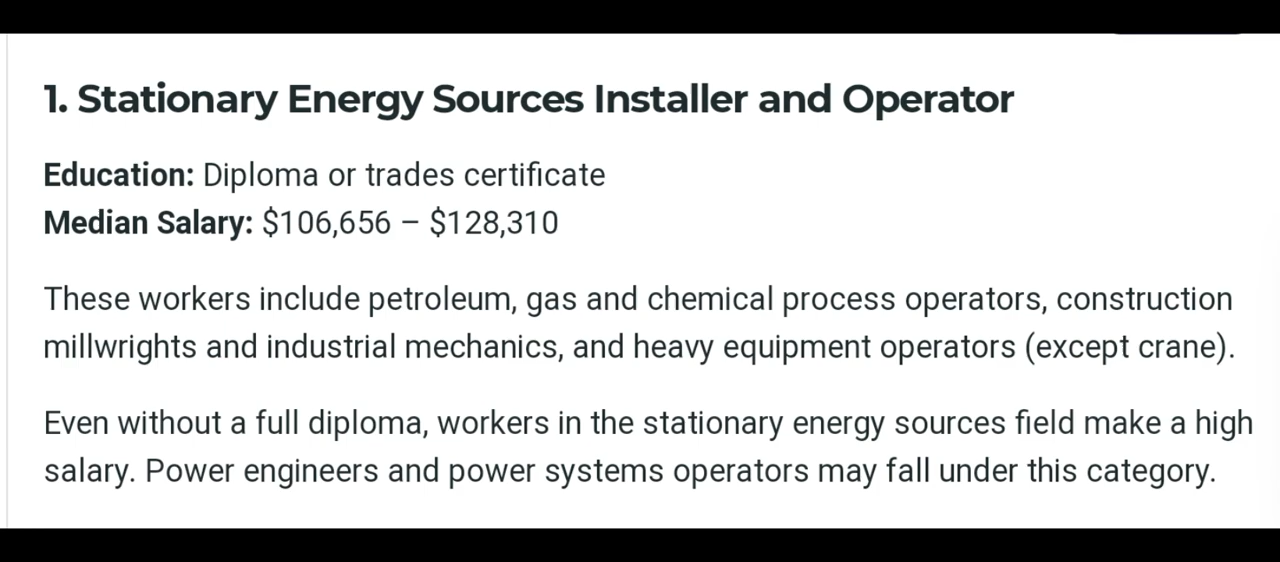 1. Stationary Energy Sources Installer and Operator
Education: Diploma or trades certificate
Median Salary: $106,656 – $128,310
These workers include petroleum, gas and chemical process operators, construction
millwrights and industrial mechanics, and heavy equipment operators (except crane).
Even without a full diploma, workers in the stationary energy sources field make a high
salary. Power engineers and power systems operators may fall under this category.